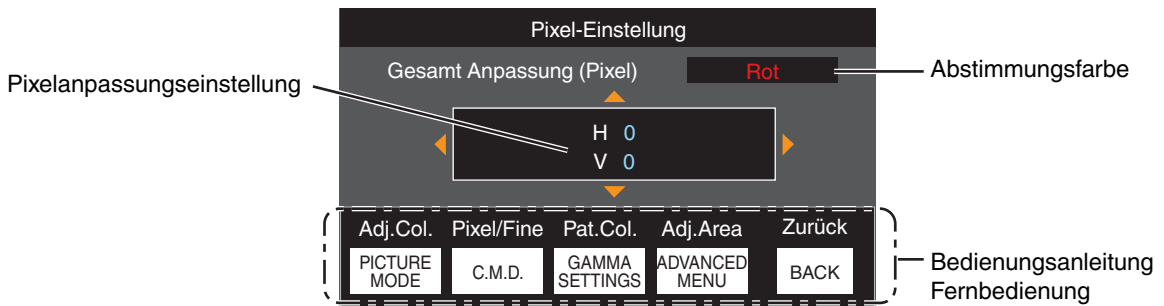 Pixel-Einstellung
Gesamt Anpassung (Pixel) Rot
Abstimmungsfarbe
Pixelanpassungseinstellung
H 0
V 0
Adj.Col. Pixel/Fine Pat.Col. Adj.Area Zurück
PICTURE MODE C.M.D. GAMMA SETTINGS ADVANCED MENU BACK
Bedienungsanleitung
Fernbedienung